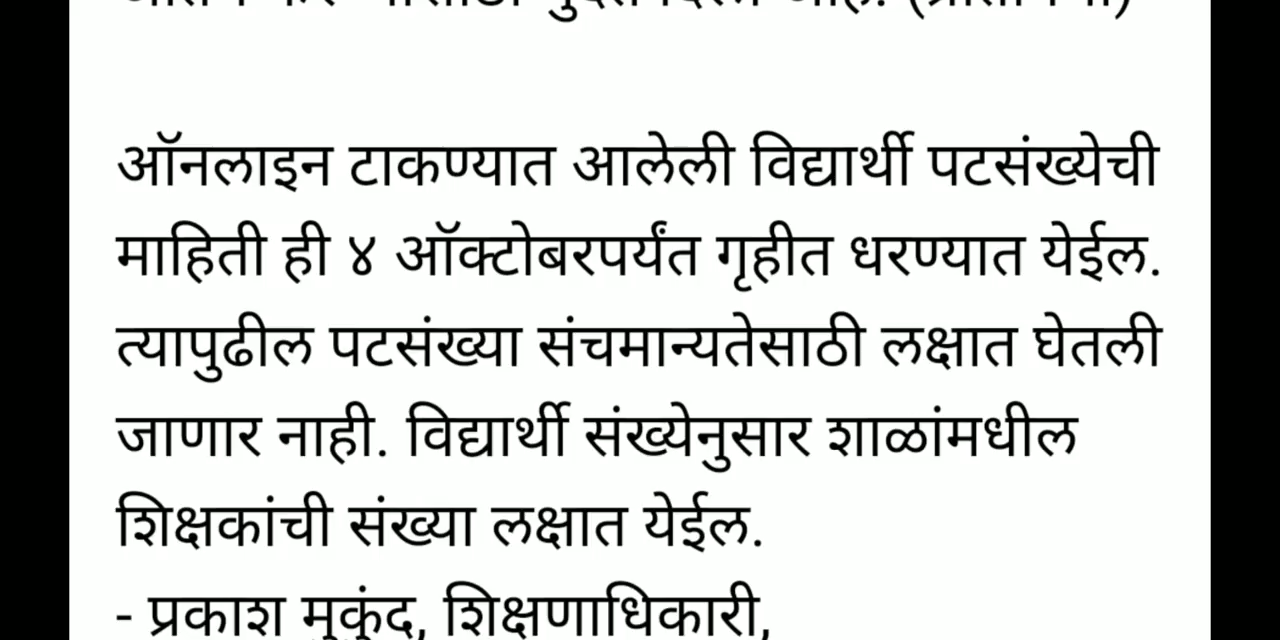 ऑनलाइन टाकण्यात आलेली विद्यार्थी पटसंख्येची
माहिती ही ४ ऑक्टोबरपर्यंत गृहीत धरण्यात येईल.
त्यापुढील पटसंख्या संचमान्यतेसाठी लक्षात घेतली
जाणार नाही. विद्यार्थी संख्येनुसार शाळांमधील
शिक्षकांची संख्या लक्षात येईल.
- प्रकाश मुकुंद, शिक्षणाधिकारी,